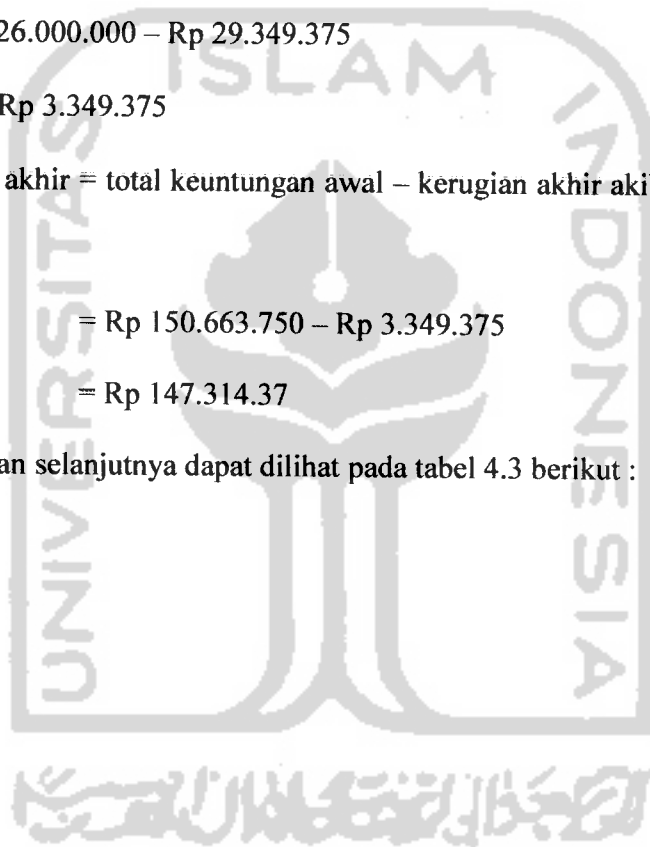 26.000.000 – Rp 29.349.375
ISLAM
Rp 3.349.375
akhir = total keuntungan awal – kerugian akhir aki
= Rp 150.663.750 – Rp 3.349.375
= Rp 147.314.37
an selanjutnya dapat dilihat pada tabel 4.3 berikut :
UNIVERSITAS
INDONESIA